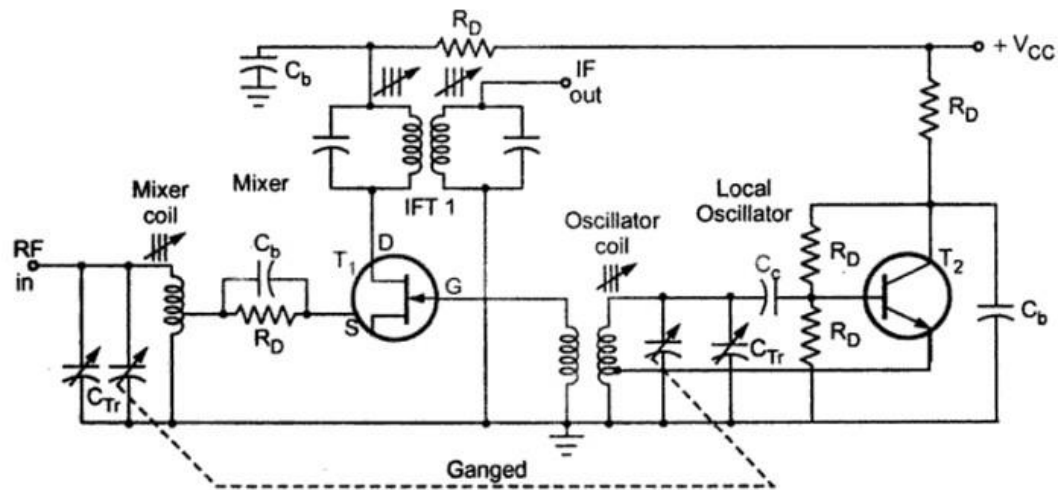 R_D
+ V_CC
C_b
IF
out
R_D
Mixer
coil
Mixer
IFT 1
Local
Oscillator
Oscillator
coil
RF
in
C_b
T_1
D
G
S
R_D
C_c
R_D
T_2
R_D
C_b
C_Tr
C_Tr
Ganged